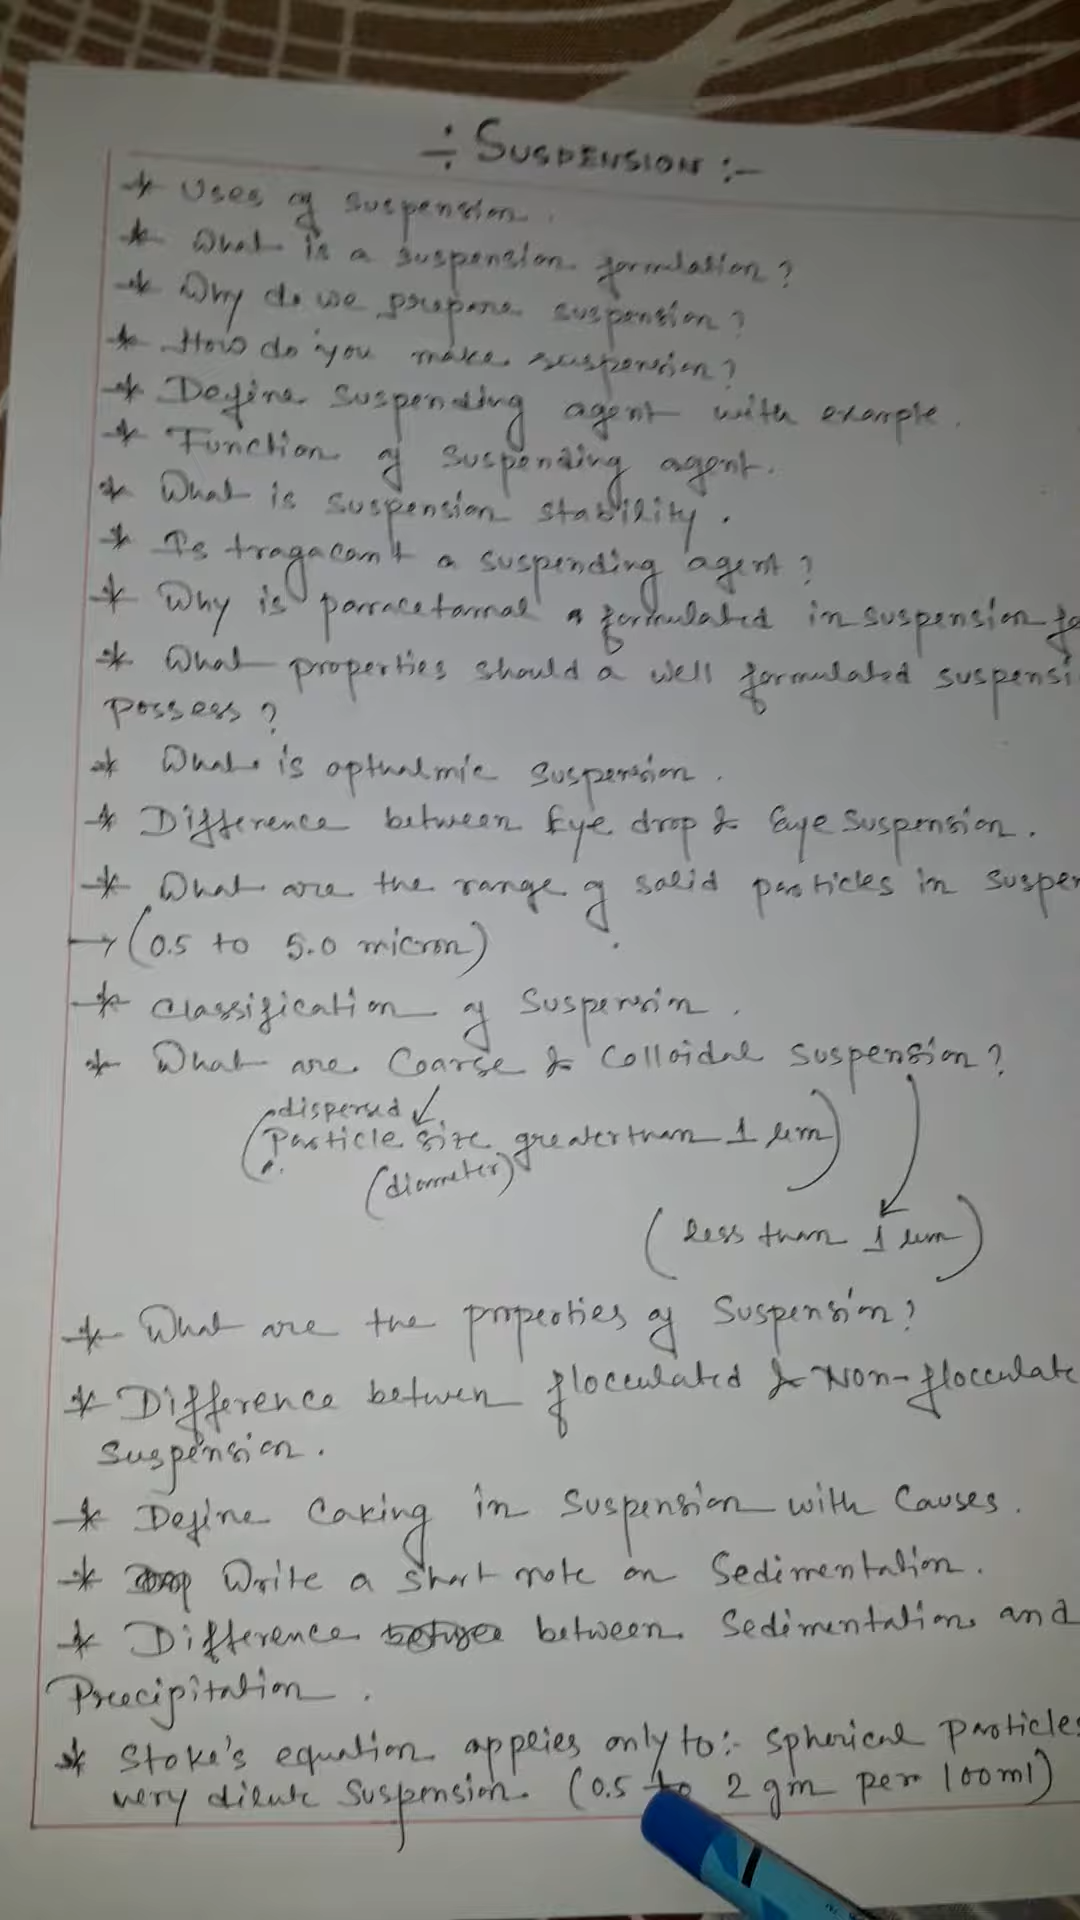 ÷ SUSPENSION :-
* Uses of suspension.
* What is a suspension formulation?
* Why do we prepare suspension?
* How do you make suspension?
* Define suspending agent with example.
* Function of suspending agent.
* What is suspension stability.
* Is tragacant a suspending agent?
* Why is parracetamal a formulated in suspension fo
* What properties should a well formulated suspensi
possess?
* What is opthalmic suspension.
* Difference between Eye drop & Eye suspension.
* What are the range of solid particles in suspen
→ (0.5 to 5.0 micron)
* Classification of Suspension.
* What are Coarse & Colloidal suspension?
dispersed
(Particle size greater than 1 um)
(diameter)
(less than 1 um)
* What are the properties of Suspension?
* Difference betwen flocculated & Non-flocculate
Suspension.
* Define Caking in Suspension with Causes.
* Write a short note on Sedimentation.
* Difference between Sedimentation and
Precipitation.
* Stoke's equation applies only to:- Spherical Particles
very dilute Suspension. (0.5 to 2 gm per 100ml)